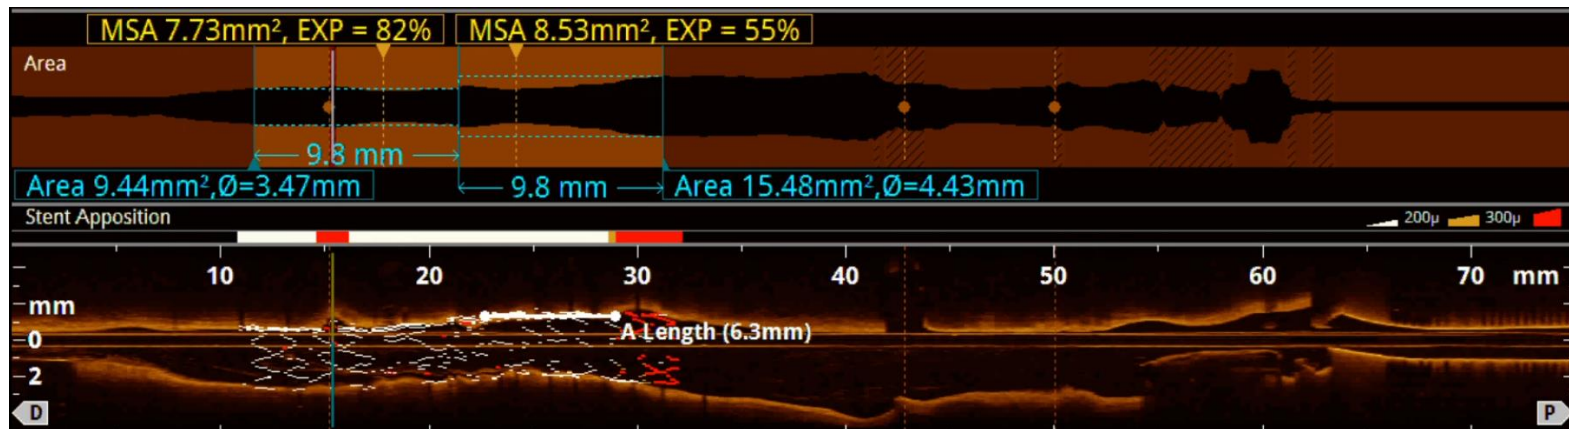 MSA 7.73mm², EXP = 82% MSA 8.53mm², EXP = 55%
Area
9.8 mm
Area 9.44mm²,Ø=3.47mm 9.8 mm Area 15.48mm²,Ø=4.43mm
Stent Apposition 200µ 300µ
10 20 30 40 50 60 70 mm
mm
0
A Length (6.3mm)
2
D P